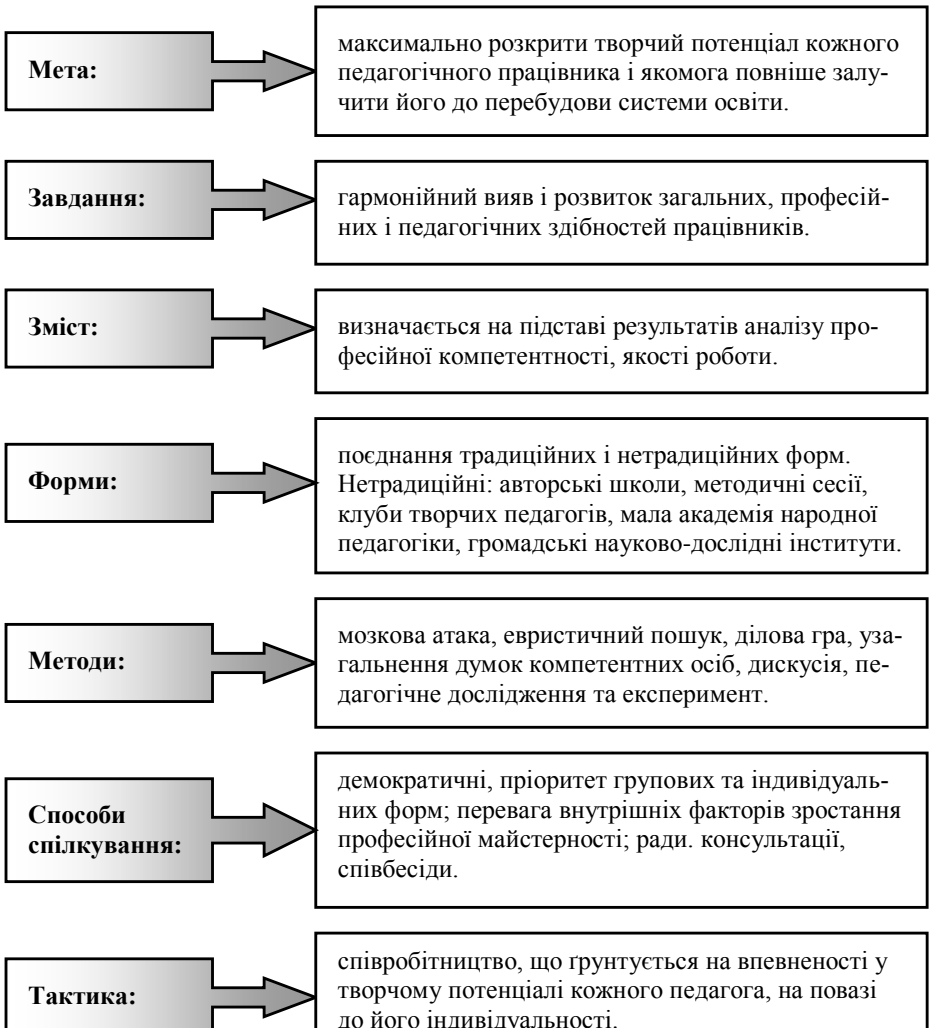 Мета:
максимально розкрити творчий потенціал кожного
педагогічного працівника і якомога повніше залу-
чити його до перебудови системи освіти.
Завдання:
гармонійний вияв і розвиток загальних, професій-
них і педагогічних здібностей працівників.
Зміст:
визначається на підставі результатів аналізу про-
фесійної компетентності, якості роботи.
Форми:
поєднання традиційних і нетрадиційних форм.
Нетрадиційні: авторські школи, методичні сесії,
клуби творчих педагогів, мала академія народної
педагогіки, громадські науково-дослідні інститути.
Методи:
мозкова атака, евристичний пошук, ділова гра, уза-
гальнення думок компетентних осіб, дискусія, пе-
дагогічне дослідження та експеримент.
Способи
спілкування:
демократичні, пріоритет групових та індивідуаль-
них форм; перевага внутрішніх факторів зростання
професійної майстерності; ради. консультації,
співбесіди.
Тактика:
співробітництво, що ґрунтується на впевненості у
творчому потенціалі кожного педагога, на повазі
до його індивідуальності.